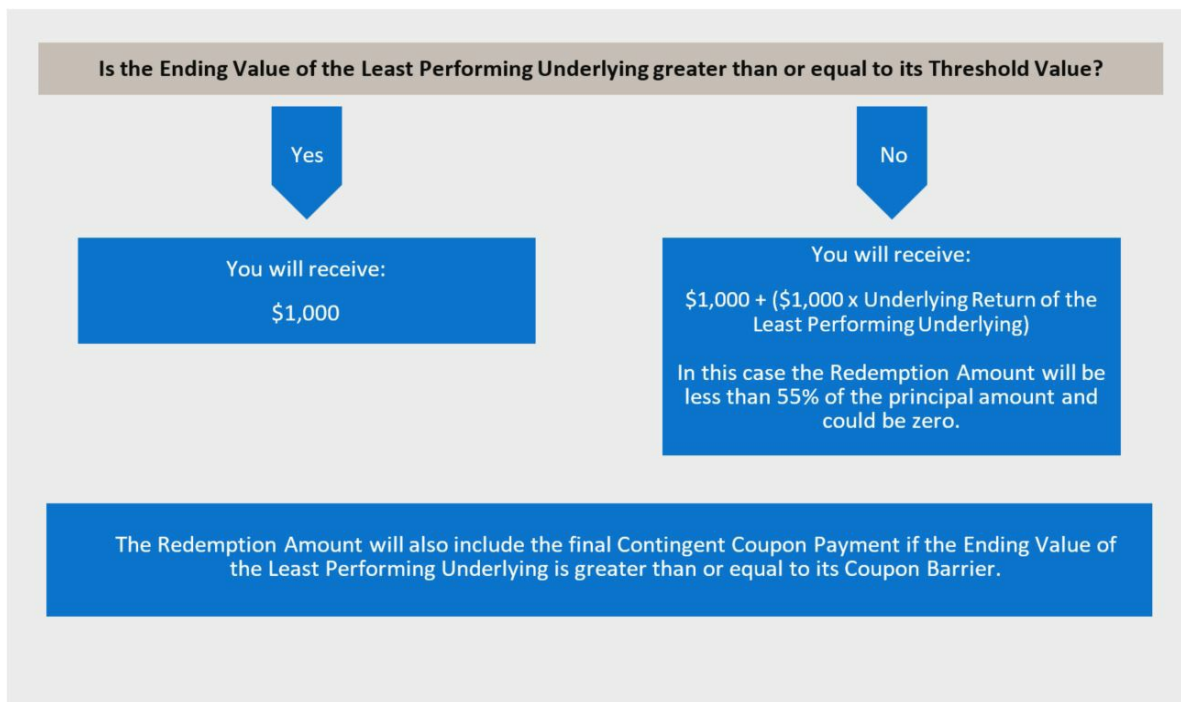 Is the Ending Value of the Least Performing Underlying greater than or equal to its Threshold Value?
Yes
No
You will receive:
$1,000
You will receive:
$1,000 + ($1,000 x Underlying Return of the
Least Performing Underlying)
In this case the Redemption Amount will be
less than 55% of the principal amount and
could be zero.
The Redemption Amount will also include the final Contingent Coupon Payment if the Ending Value of
the Least Performing Underlying is greater than or equal to its Coupon Barrier.